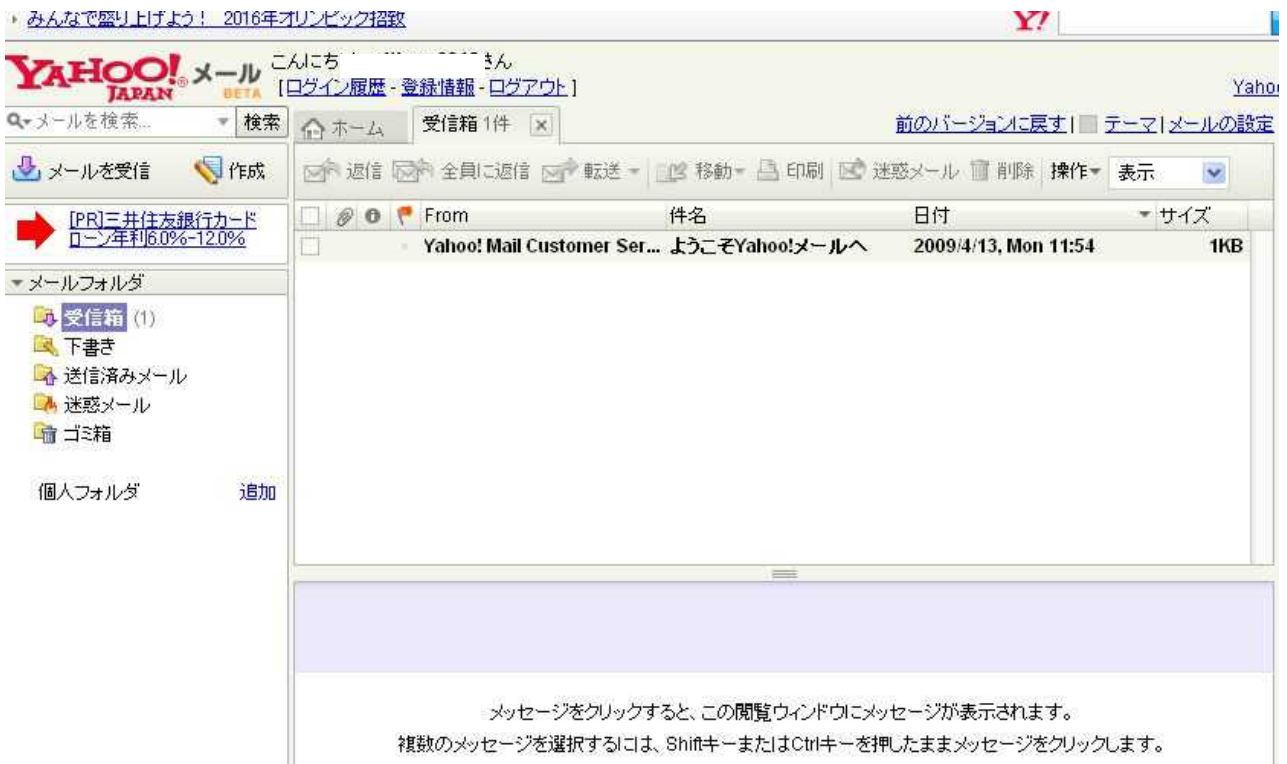 みんなで盛り上げよう! 2016年オリンピック招致
Y!
YAHOO! JAPAN メール BETA
こんにち さん
[ログイン履歴 - 登録情報 - ログアウト]
Yahoo
メールを検索... 検索
ホーム 受信箱 1件
前のバージョンに戻す | テーマ | メールの設定
メールを受信 作成
返信 全員に返信 転送 移動 印刷 迷惑メール 削除 操作 表示
[PR]三井住友銀行カード
ローン年利6.0%-12.0%
From 件名 日付 サイズ
Yahoo! Mail Customer Ser... ようこそYahoo!メールへ 2009/4/13, Mon 11:54 1KB
メールフォルダ
受信箱 (1)
下書き
送信済みメール
迷惑メール
ゴミ箱
個人フォルダ 追加
メッセージをクリックすると、この閲覧ウィンドウにメッセージが表示されます。
複数のメッセージを選択するには、ShiftキーまたはCtrlキーを押したままメッセージをクリックします。